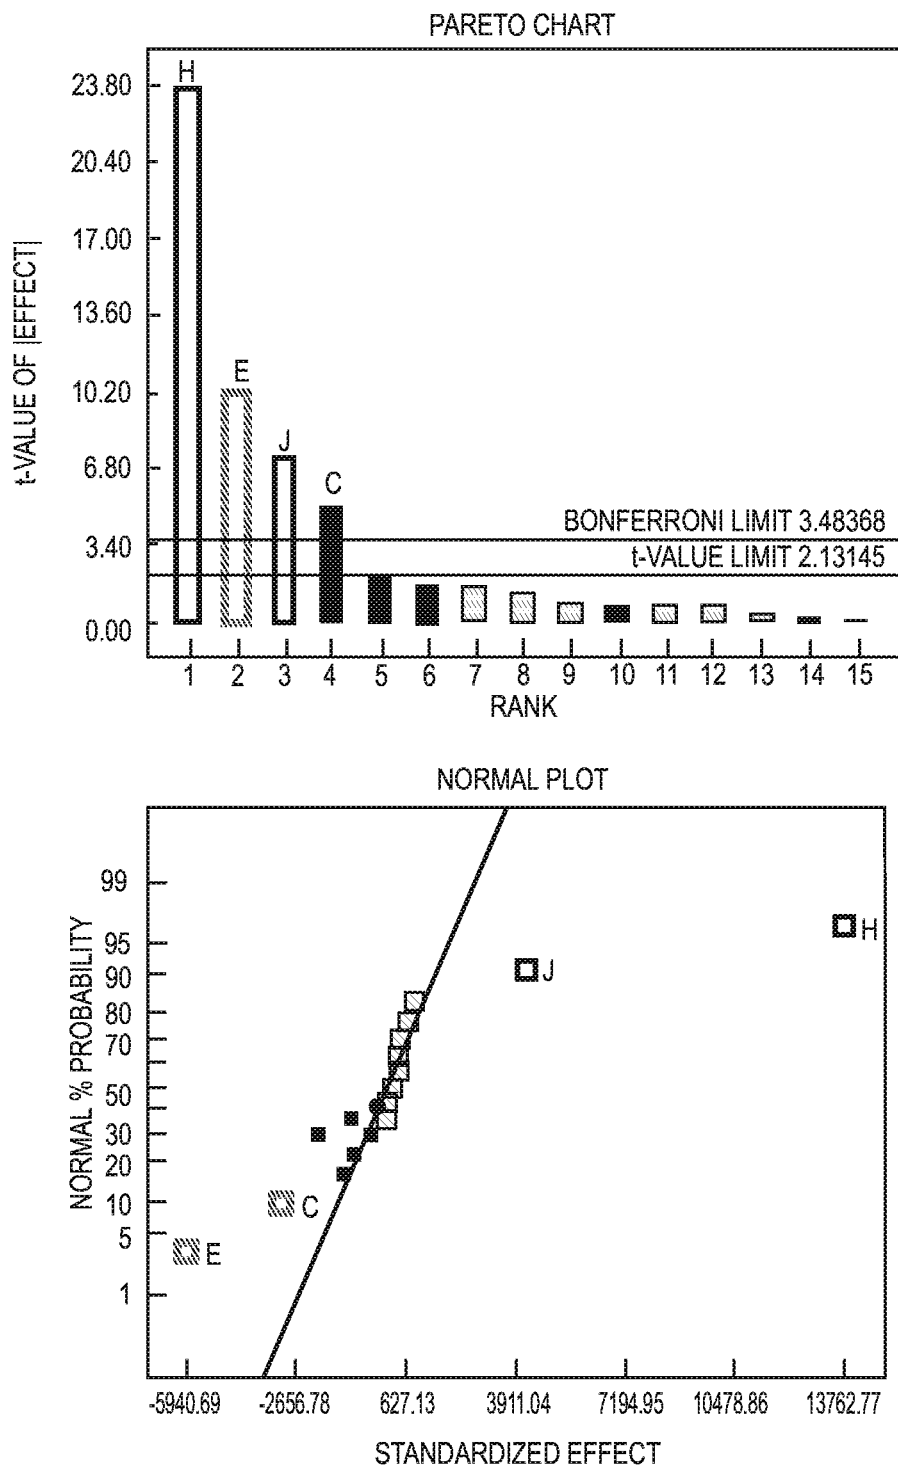 PARETO CHART
t-VALUE OF |EFFECT|
23.80
20.40
17.00
13.60
10.20
6.80
3.40
0.00
H
E
J
C
BONFERRONI LIMIT 3.48368
t-VALUE LIMIT 2.13145
1 2 3 4 5 6 7 8 9 10 11 12 13 14 15
RANK
NORMAL PLOT
NORMAL % PROBABILITY
99
95
90
80
70
50
30
20
10
5
1
H
J
C
E
-5940.69 -2656.78 627.13 3911.04 7194.95 10478.86 13762.77
STANDARDIZED EFFECT